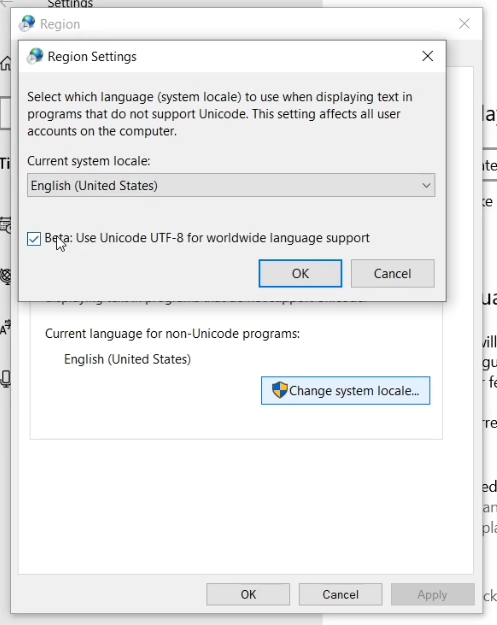 Settings
Region
Region Settings
Select which language (system locale) to use when displaying text in
programs that do not support Unicode. This setting affects all user
accounts on the computer.
Current system locale:
English (United States)
Beta: Use Unicode UTF-8 for worldwide language support
OK
Cancel
Current language for non-Unicode programs:
English (United States)
Change system locale...
OK
Cancel
Apply